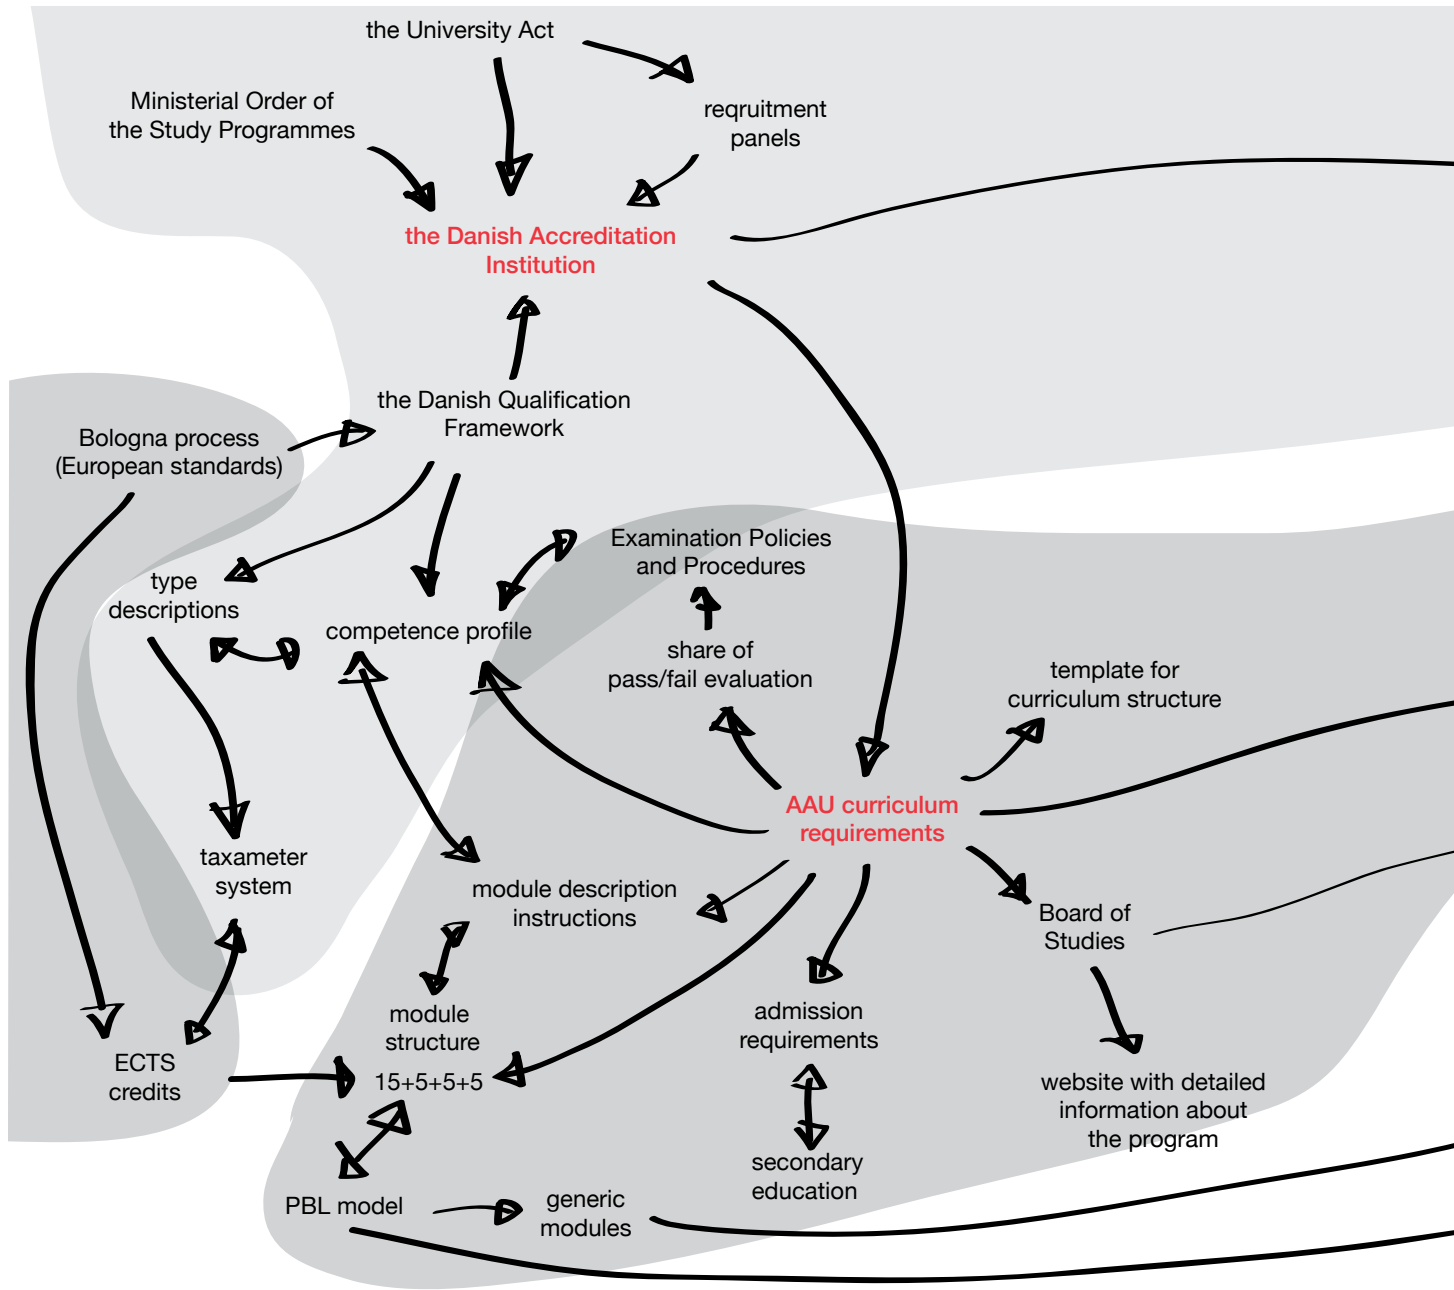 the University Act
Ministerial Order of
the Study Programmes
reqruitment
panels
the Danish Accreditation
Institution
the Danish Qualification
Framework
Bologna process
(European standards)
Examination Policies
and Procedures
type
descriptions
competence profile
share of
pass/fail evaluation
template for
curriculum structure
AAU curriculum
requirements
taxameter
system
module description
instructions
Board of
Studies
module
structure
15+5+5+5
admission
requirements
ECTS
credits
website with detailed
information about
the program
secondary
education
PBL model
generic
modules